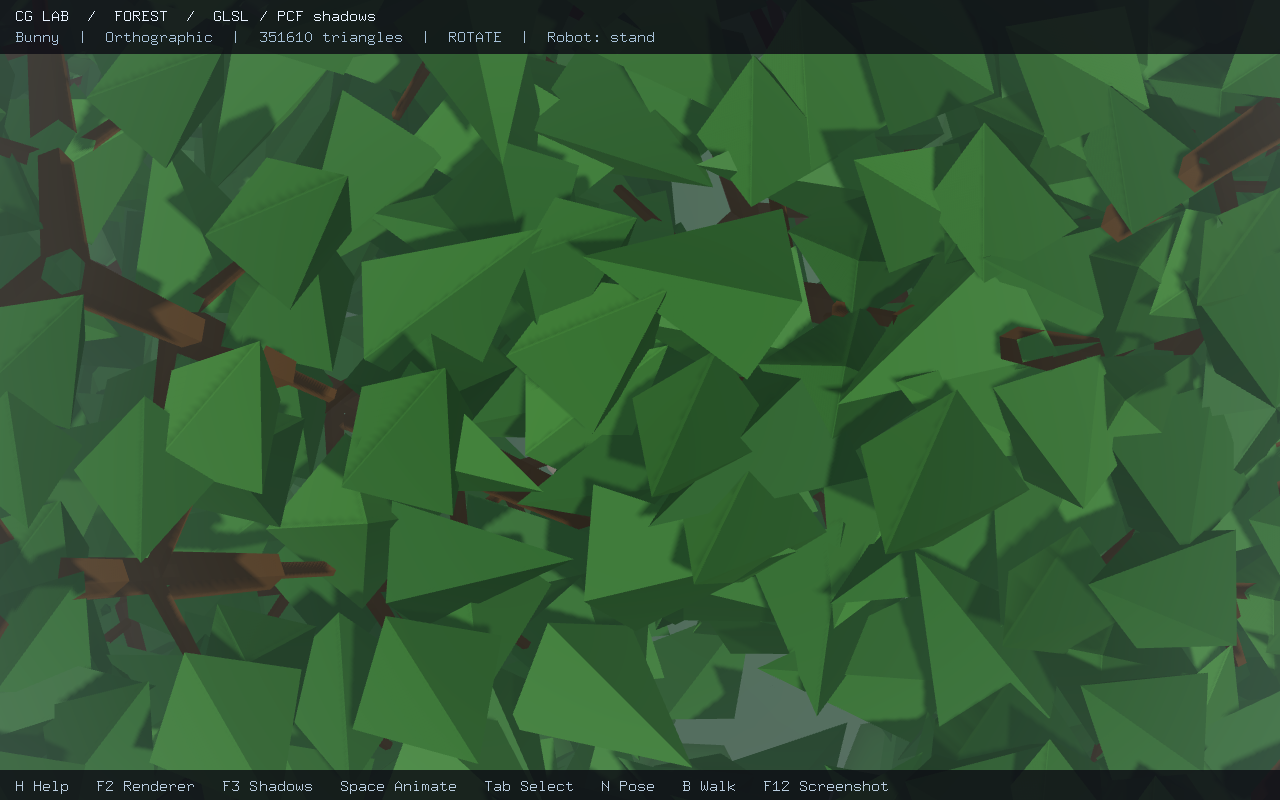 CG LAB / FOREST / GLSL / PCF shadows
Bunny | Orthographic | 351610 triangles | ROTATE | Robot: stand
H Help F2 Renderer F3 Shadows Space Animate Tab Select N Pose B Walk F12 Screenshot